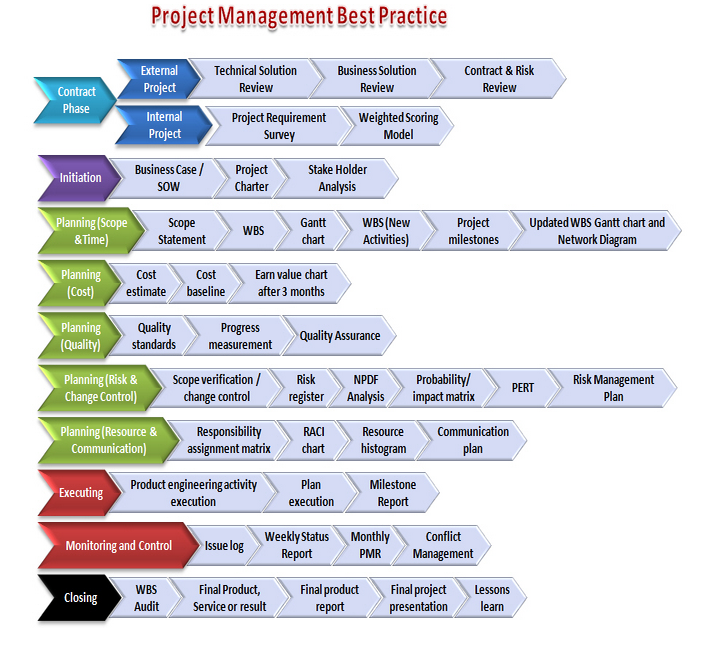 Project Management Best Practice
Contract
Phase
External
Project
Technical Solution
Review
Business Solution
Review
Contract & Risk
Review
Internal
Project
Project Requirement
Survey
Weighted Scoring
Model
Initiation
Business Case /
SOW
Project
Charter
Stake Holder
Analysis
Planning (Scope
&Time)
Scope
Statement
WBS
Gantt
chart
WBS (New
Activities)
Project
milestones
Updated WBS Gantt chart and
Network Diagram
Planning
(Cost)
Cost
estimate
Cost
baseline
Earn value chart
after 3 months
Planning
(Quality)
Quality
standards
Progress
measurement
Quality Assurance
Planning (Risk &
Change Control)
Scope verification /
change control
Risk
register
NPDF
Analysis
Probability/
impact matrix
PERT
Risk Management
Plan
Planning (Resource &
Communication)
Responsibility
assignment matrix
RACI
chart
Resource
histogram
Communication
plan
Executing
Product engineering activity
execution
Plan
execution
Milestone
Report
Monitoring and Control
Issue log
Weekly Status
Report
Monthly
PMR
Conflict
Management
Closing
WBS
Audit
Final Product,
Service or result
Final product
report
Final project
presentation
Lessons
learn